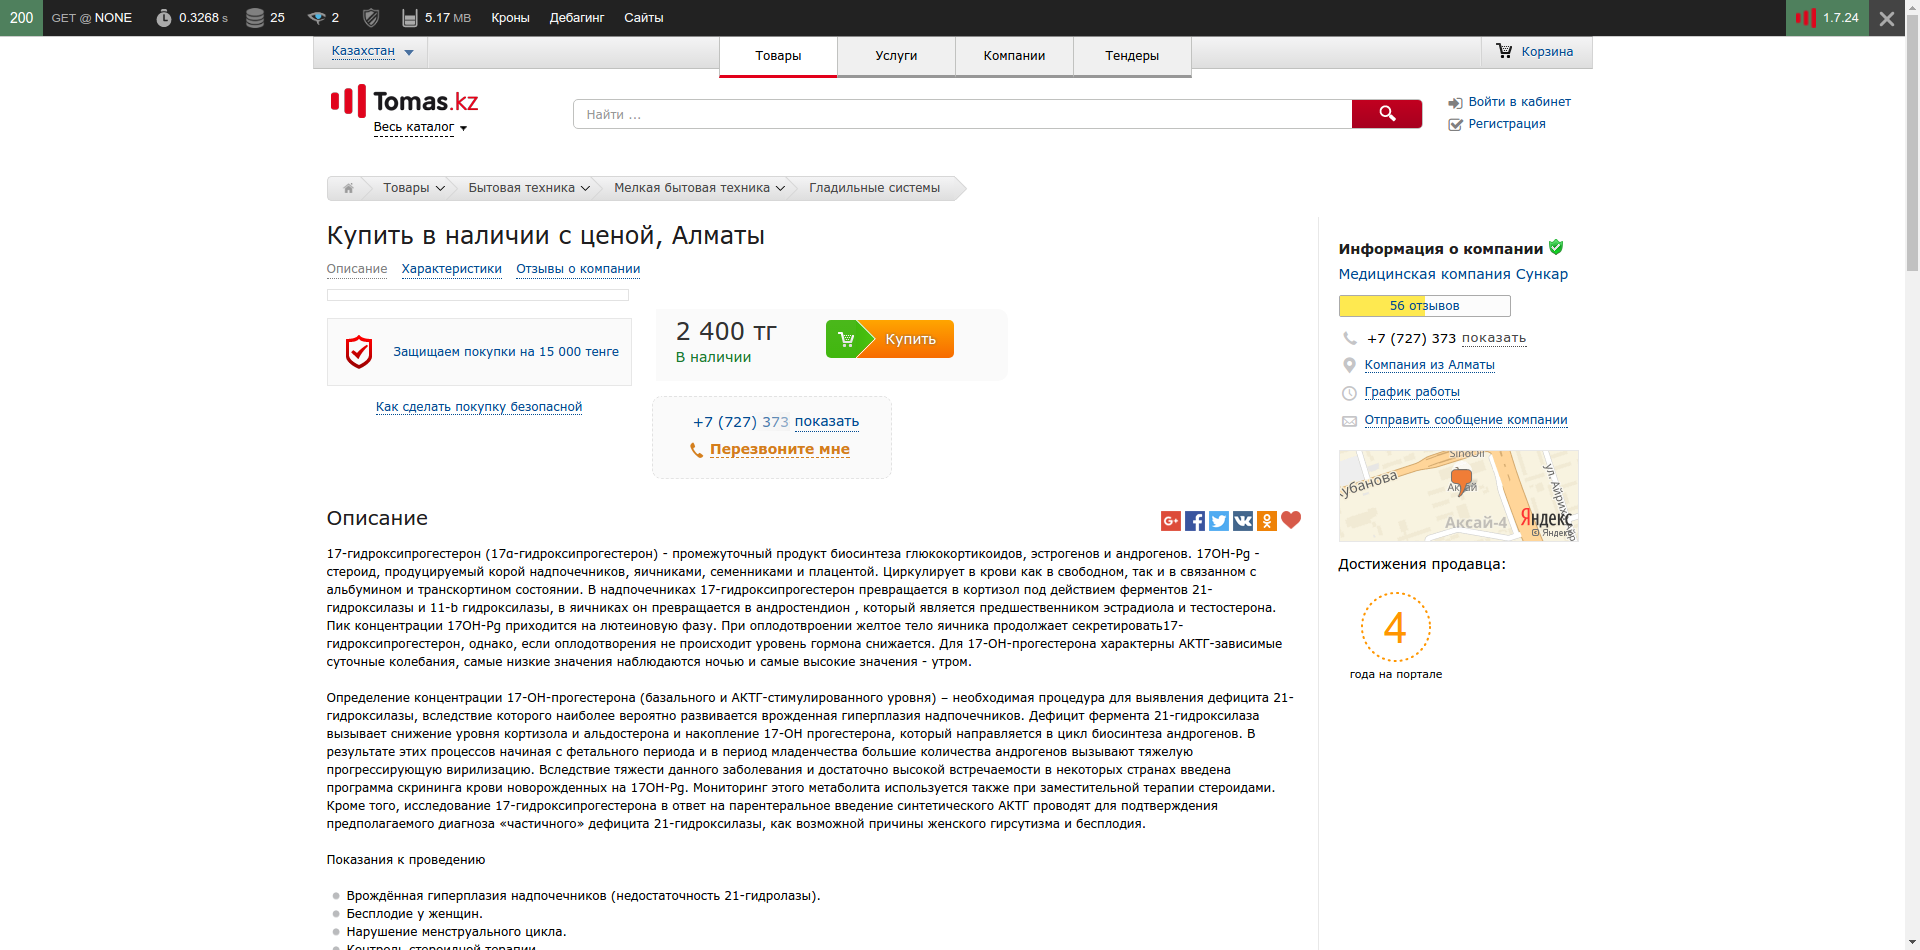 200 GET @ NONE 0.3268 s 25 2 5.17 MB Кроны Дебагинг Сайты 1.7.24
Казахстан Товары Услуги Компании Тендеры Корзина
Tomas.kz
Весь каталог
Найти ...
Войти в кабинет
Регистрация
Товары Бытовая техника Мелкая бытовая техника Гладильные системы
Купить в наличии с ценой, Алматы
Описание Характеристики Отзывы о компании
Защищаем покупки на 15 000 тенге
Как сделать покупку безопасной
2 400 тг
В наличии
Купить
+7 (727) 373 показать
Перезвоните мне
Описание
17-гидроксипрогестерон (17α-гидроксипрогестерон) - промежуточный продукт биосинтеза глюкокортикоидов, эстрогенов и андрогенов. 17OH-Pg -
стероид, продуцируемый корой надпочечников, яичниками, семенниками и плацентой. Циркулирует в крови как в свободном, так и в связанном с
альбумином и транскортином состоянии. В надпочечниках 17-гидроксипрогестерон превращается в кортизол под действием ферментов 21-
гидроксилазы и 11-b гидроксилазы, в яичниках он превращается в андростендион , который является предшественником эстрадиола и тестостерона.
Пик концентрации 17OH-Pg приходится на лютеиновую фазу. При оплодотвроении желтое тело яичника продолжает секретировать17-
гидроксипрогестерон, однако, если оплодотворения не происходит уровень гормона снижается. Для 17-ОН-прогестерона характерны АКТГ-зависимые
суточные колебания, самые низкие значения наблюдаются ночью и самые высокие значения - утром.
Определение концентрации 17-ОН-прогестерона (базального и АКТГ-стимулированного уровня) – необходимая процедура для выявления дефицита 21-
гидроксилазы, вследствие которого наиболее вероятно развивается врожденная гиперплазия надпочечников. Дефицит фермента 21-гидроксилаза
вызывает снижение уровня кортизола и альдостерона и накопление 17-ОН прогестерона, который направляется в цикл биосинтеза андрогенов. В
результате этих процессов начиная с фетального периода и в период младенчества большие количества андрогенов вызывают тяжелую
прогрессирующую вирилизацию. Вследствие тяжести данного заболевания и достаточно высокой встречаемости в некоторых странах введена
программа скрининга крови новорожденных на 17OH-Pg. Мониторинг этого метаболита используется также при заместительной терапии стероидами.
Кроме того, исследование 17-гидроксипрогестерона в ответ на парентеральное введение синтетического АКТГ проводят для подтверждения
предполагаемого диагноза «частичного» дефицита 21-гидроксилазы, как возможной причины женского гирсутизма и бесплодия.
Показания к проведению
Врождённая гиперплазия надпочечников (недостаточность 21-гидролазы).
Бесплодие у женщин.
Нарушение менструального цикла.
Контроль стероидной терапии
Информация о компании
Медицинская компания Сункар
56 отзывов
+7 (727) 373 показать
Компания из Алматы
График работы
Отправить сообщение компании
SinoOil
убанова
Аксай
ул. Айрих
Аксай-4
Яндекс
© Яндекс
Достижения продавца:
4
года на портале